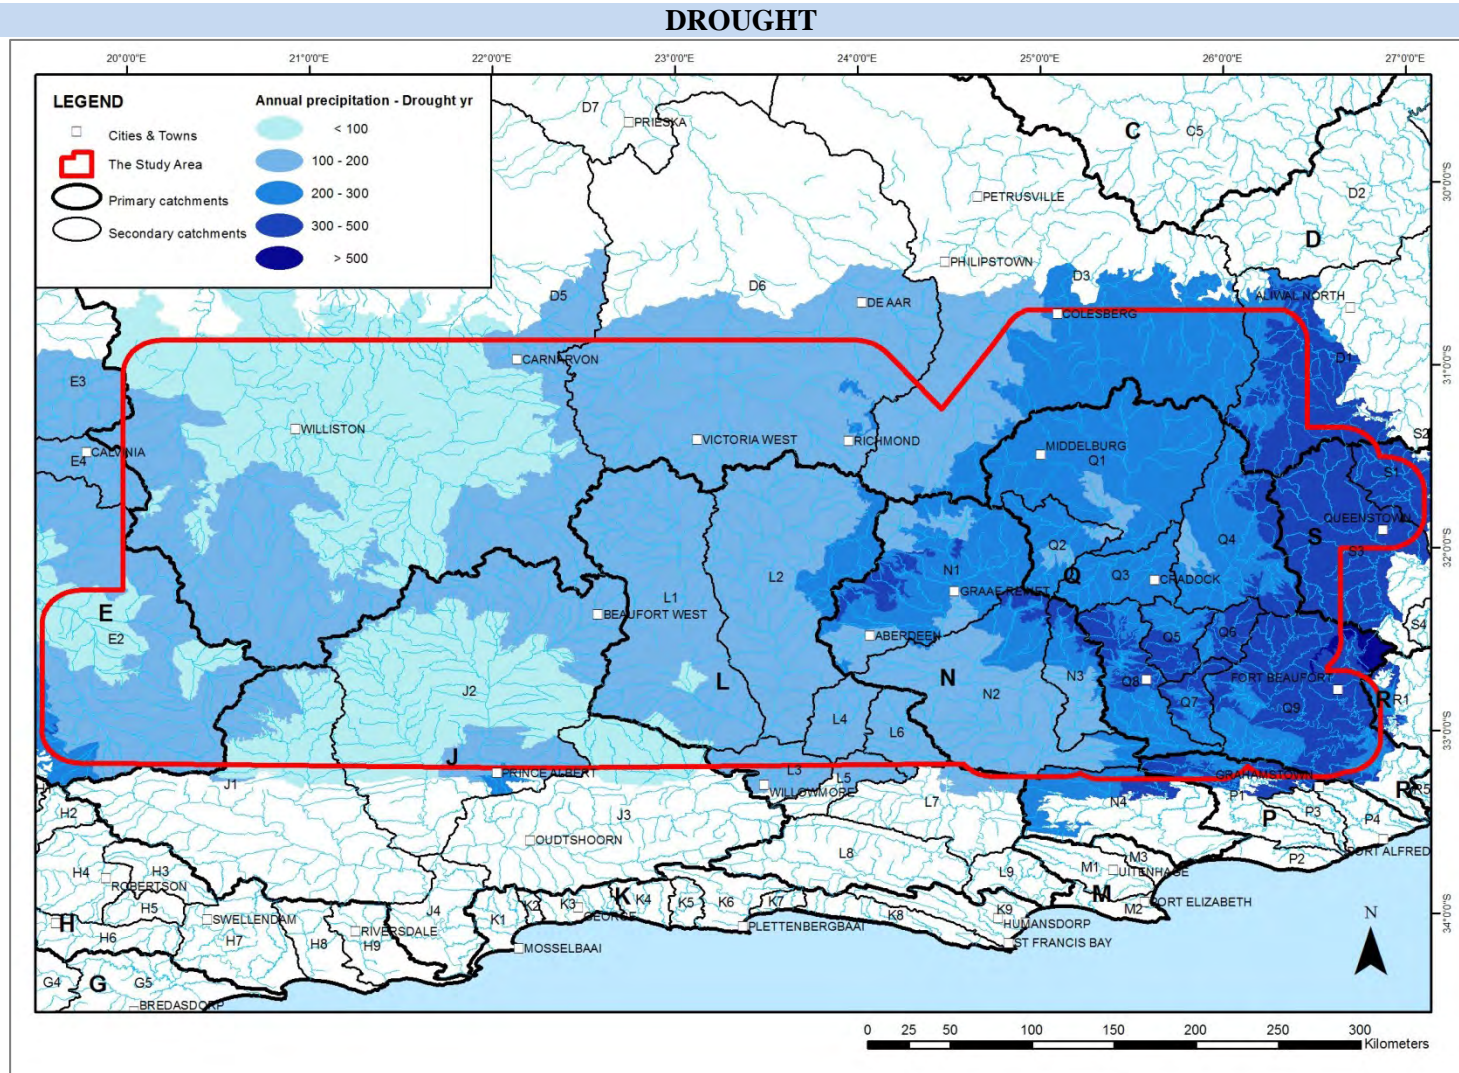 DROUGHT
20°0'0"E 21°0'0"E 22°0'0"E 23°0'0"E 24°0'0"E 25°0'0"E 26°0'0"E 27°0'0"E
LEGEND
Cities & Towns
The Study Area
Primary catchments
Secondary catchments
Annual precipitation - Drought yr
< 100
100 - 200
200 - 300
300 - 500
> 500
D7
PRIESKA
C
C5
PETRUSVILLE
D2
30°0'0"S
D
PHILIPSTOWN
D3
D5
D6
DE AAR
ALIWAL NORTH
COLESBERG
CARNARVON
D1
31°0'0"S
E3
WILLISTON
VICTORIA WEST
RICHMOND
MIDDELBURG
Q1
S2
CALVINIA
E4
S1
QUEENSTOWN
S
S3
32°0'0"S
Q2
Q4
L2
N1
Q
Q3
CRADOCK
L1
GRAAF REINET
E
BEAUFORT WEST
E2
ABERDEEN
Q5
Q6
S4
J2
L
N
N3
Q8
FORT BEAUFORT
N2
Q7
Q9
R
R1
L4
L6
33°0'0"S
J
PRINCE ALBERT
L3
L5
GRAHAMSTOWN
J1
WILLOWMORE
L7
N4
P1
R
R5
H2
J3
P
P3
P4
OUDTSHOORN
L8
PORT ALFRED
P2
H4
H3
M3
M1
UITENHAGE
L9
ROBERTSON
H5
K
M
H
SWELLENDAM
J4
K1
K2
K3
K4
K5
K6
K7
K8
K9
M2
PORT ELIZABETH
34°0'0"S
GEORGE
HUMANSDORP
H6
H7
H8
H9
RIVERSDALE
PLETTENBERGBAAI
MOSSELBAAI
ST FRANCIS BAY
N
G4
G
G5
BREDASDORP
0 25 50 100 150 200 250 300
Kilometers